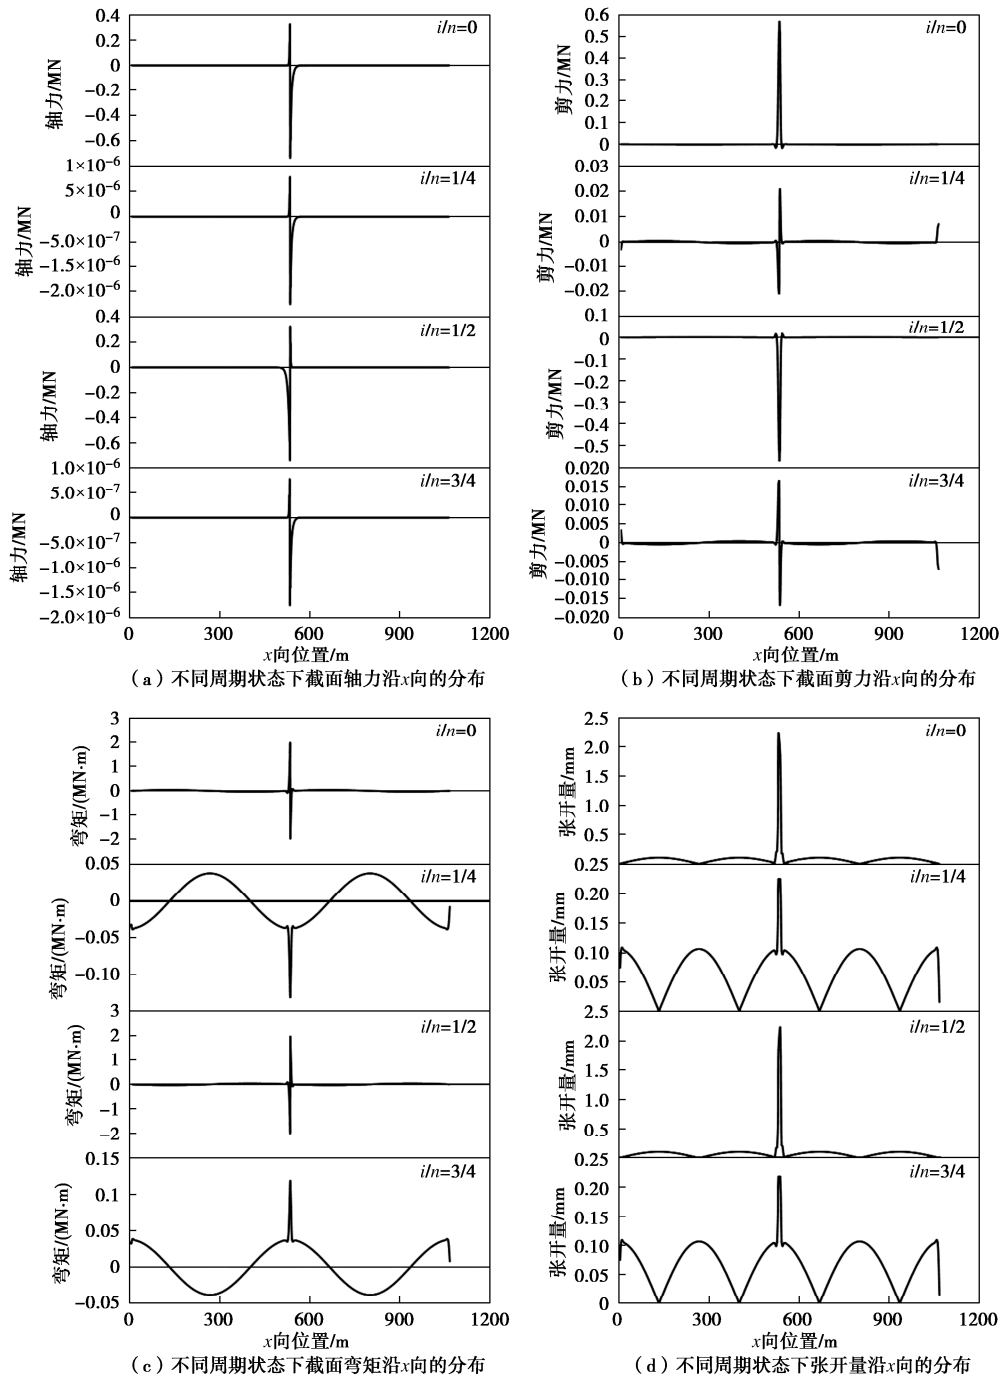 0.4
i/n=0
0.2
0
−0.2
−0.4
−0.6
轴力/MN
1×10⁻⁶
i/n=1/4
5×10⁻⁶
0
−5.0×10⁻⁷
−1.5×10⁻⁶
−2.0×10⁻⁶
轴力/MN
0.4
i/n=1/2
0.2
0
−0.2
−0.4
−0.6
轴力/MN
1.0×10⁻⁶
i/n=3/4
5.0×10⁻⁷
0
−5.0×10⁻⁷
−1.0×10⁻⁶
−1.5×10⁻⁶
−2.0×10⁻⁶
轴力/MN
0 300 600 900 1200
x向位置/m
（a）不同周期状态下截面轴力沿x向的分布
0.6
i/n=0
0.5
0.4
0.3
0.2
0.1
0
剪力/MN
0.03
i/n=1/4
0.02
0.01
0
−0.01
−0.02
剪力/MN
0.1
i/n=1/2
0
−0.1
−0.2
−0.3
−0.4
−0.5
剪力/MN
0.020
i/n=3/4
0.015
0.010
0.005
0
−0.005
−0.010
−0.015
−0.020
剪力/MN
0 300 600 900 1200
x向位置/m
（b）不同周期状态下截面剪力沿x向的分布
3
i/n=0
2
1
0
−1
−2
弯矩/(MN·m)
0.05
i/n=1/4
0
−0.05
−0.10
弯矩/(MN·m)
3
i/n=1/2
2
1
0
−1
−2
弯矩/(MN·m)
0.15
i/n=3/4
0.10
0.05
0
−0.05
弯矩/(MN·m)
0 300 600 900 1200
x向位置/m
（c）不同周期状态下截面弯矩沿x向的分布
2.5
i/n=0
2.0
1.5
1.0
0.5
张开量/mm
0.25
i/n=1/4
0.20
0.15
0.10
0.05
张开量/mm
2.5
i/n=1/2
2.0
1.5
1.0
0.5
张开量/mm
0.25
i/n=3/4
0.20
0.15
0.10
0.05
0
张开量/mm
0 300 600 900 1200
x向位置/m
（d）不同周期状态下张开量沿x向的分布